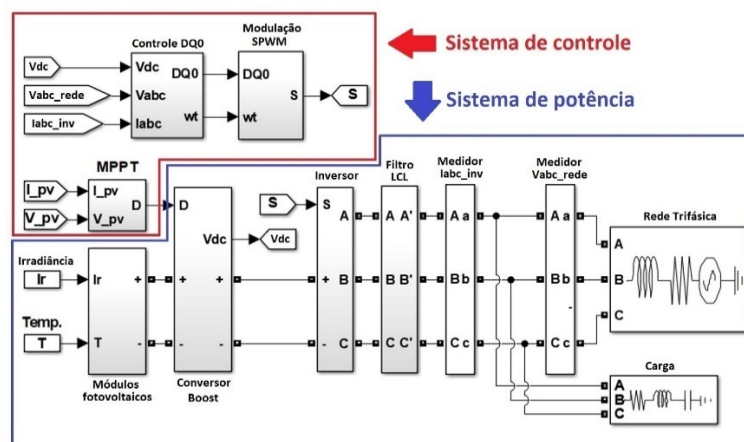 Controle DQ0
Modulação
SPWM
Sistema de controle
Vdc
Vdc
DQ0
DQ0
Vabc_rede
Vabc
S
S
Iabc_inv
Iabc
wt
wt
Sistema de potência
MPPT
I_pv
I_pv
D
V_pv
V_pv
D
S
Inversor
S
Filtro
LCL
Medidor
Iabc_inv
Medidor
Vabc_rede
A
A A'
A a
A a
Rede Trifásica
Vdc
Vdc
A
Irradiância
Ir
Ir
+
+
+
+
B
B B'
B b
B b
B
-
C
Temp.
T
T
-
-
-
-
C
C C'
C c
C c
Módulos
fotovoltaicos
Conversor
Boost
Carga
A
B
C